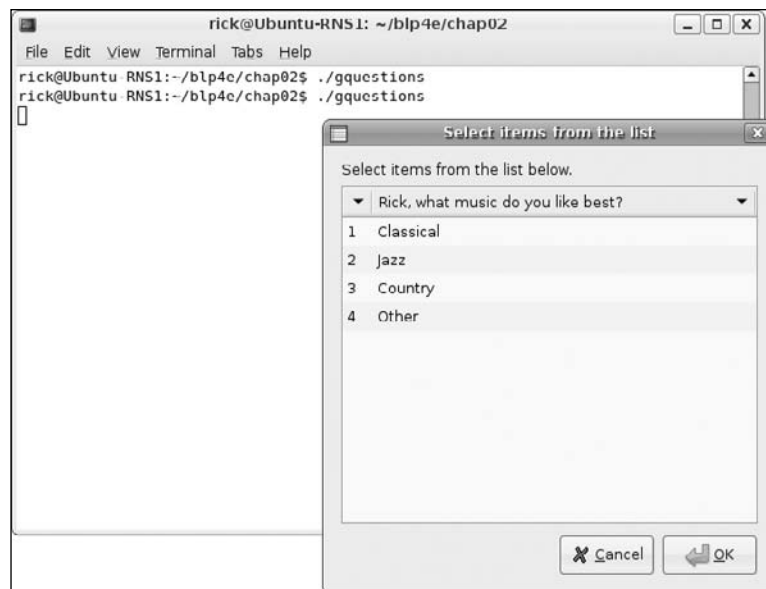 rick@Ubuntu-RNS1: ~/blp4e/chap02
File Edit View Terminal Tabs Help
rick@Ubuntu-RNS1:~/blp4e/chap02$ ./gquestions
rick@Ubuntu-RNS1:~/blp4e/chap02$ ./gquestions
Select items from the list
Select items from the list below.
Rick, what music do you like best?
1 Classical
2 Jazz
3 Country
4 Other
Cancel OK